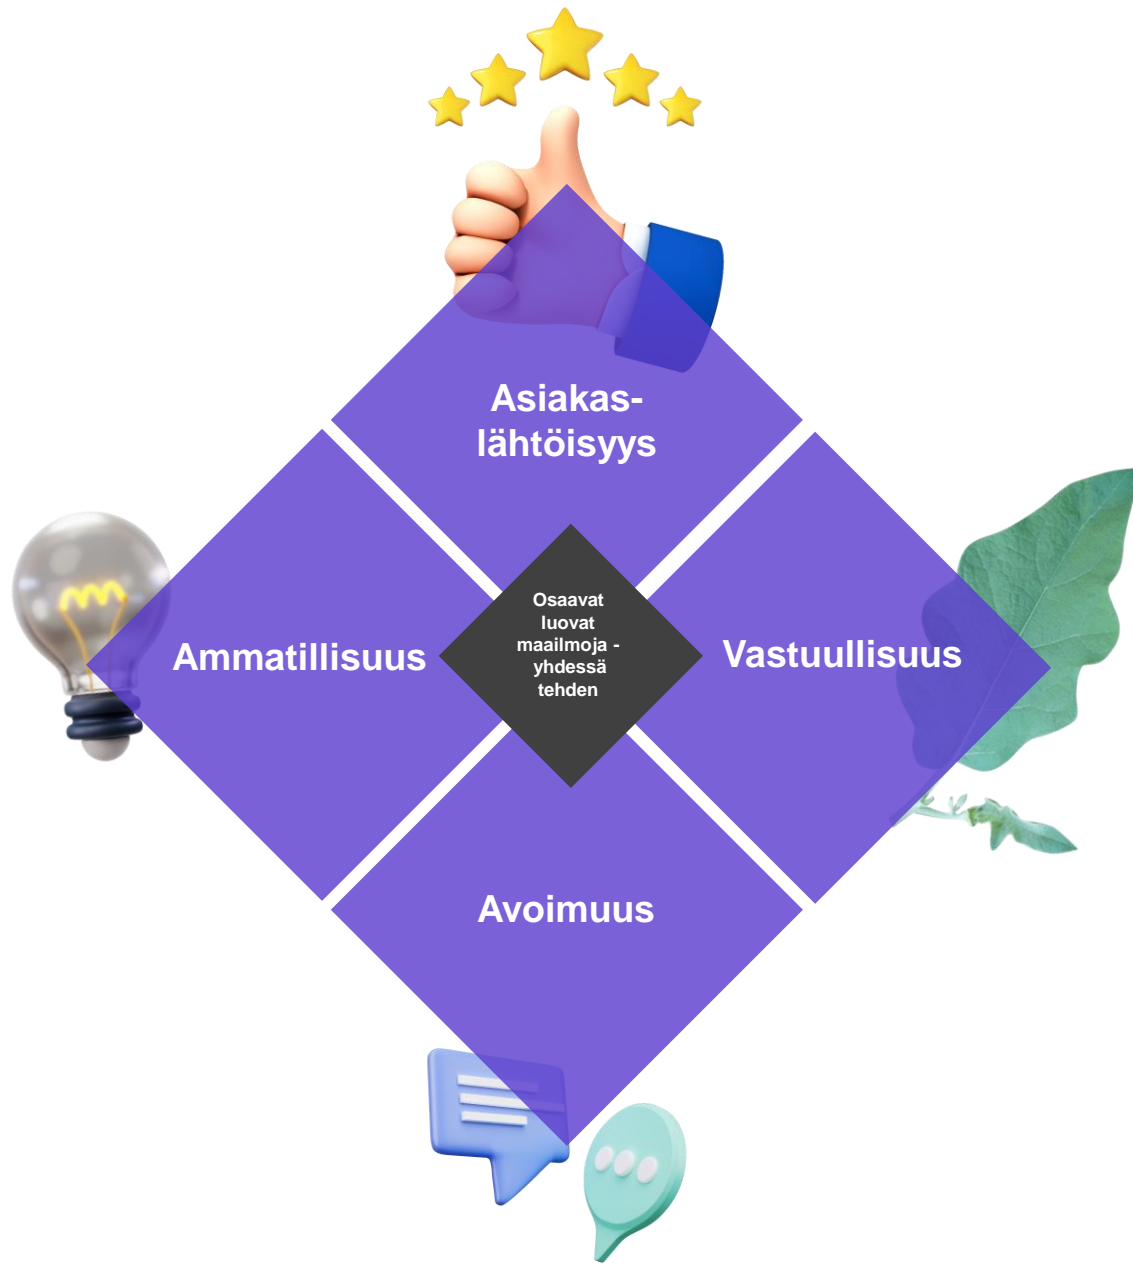 Asiakas-
lähtöisyys
Osaavat
luovat
maailmoja -
yhdessä
tehden
Ammatillisuus
Vastuullisuus
Avoimuus